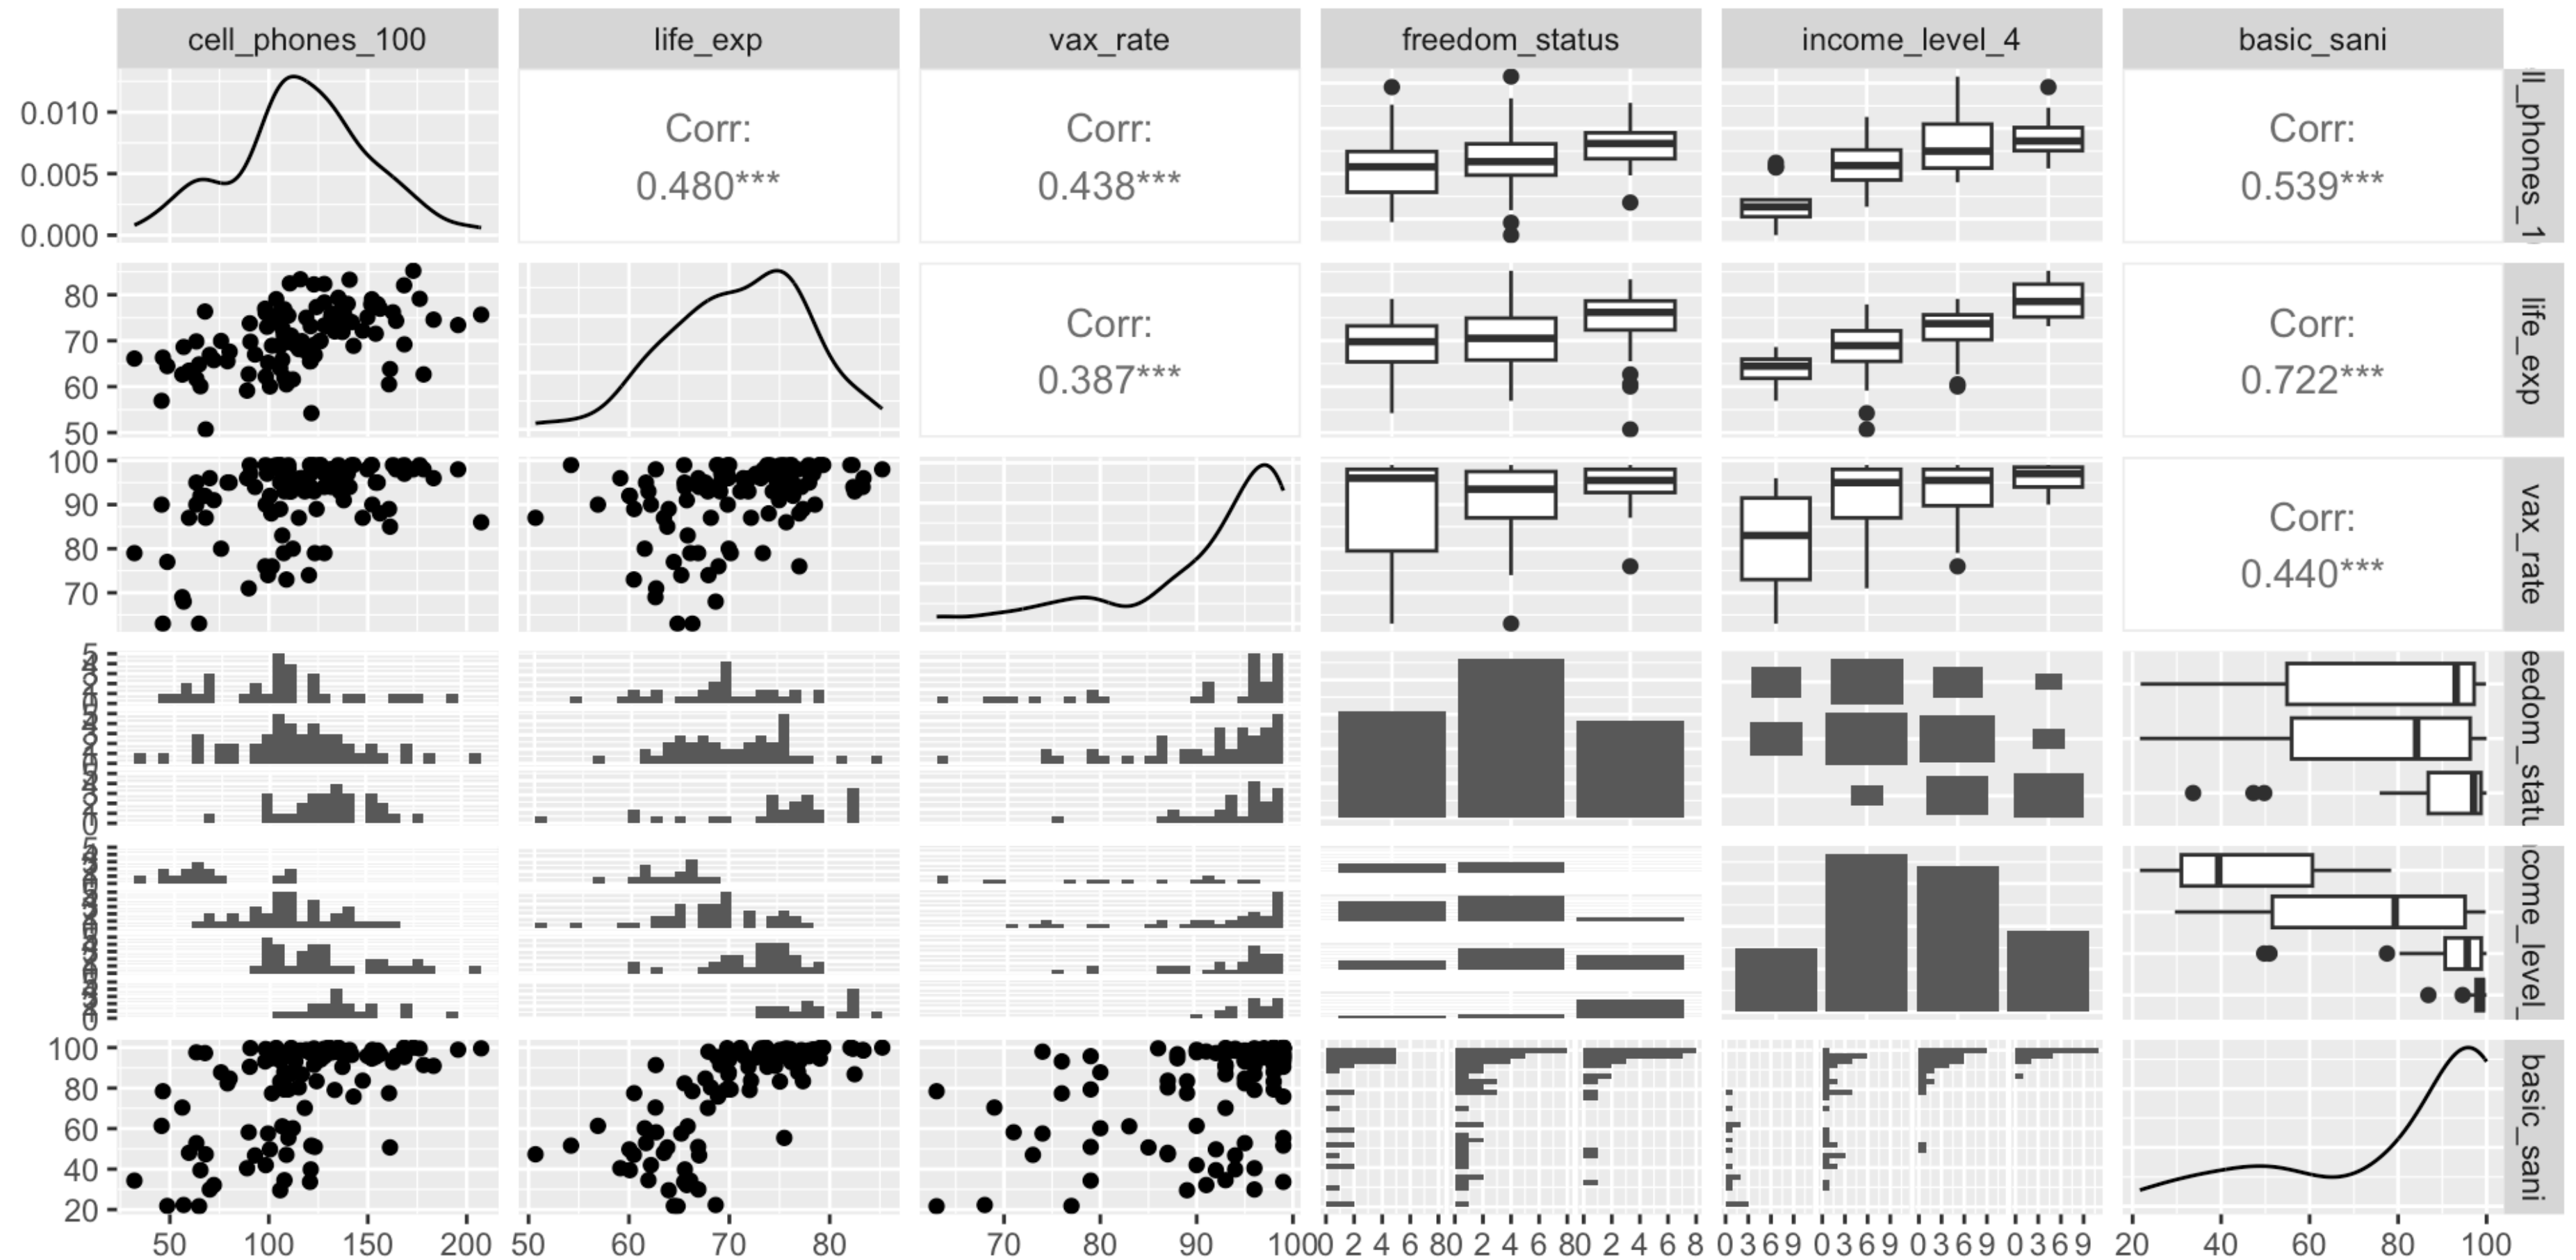 cell_phones_100 life_exp vax_rate freedom_status income_level_4 basic_sani
0.010
0.005
0.000
Corr:
0.480***
Corr:
0.438***
Corr:
0.539***
ll_phones_1
80
70
60
50
Corr:
0.387***
Corr:
0.722***
life_exp
100
90
80
70
Corr:
0.440***
vax_rate
eedom_statu
come_level_
100
80
60
40
20
basic_sani
50 100 150 200
50 60 70 80
70 80 90 100
0 2 4 6 8 0 2 4 6 8 0 2 4 6 8
0 3 6 9 0 3 6 9 0 3 6 9 0 3 6 9
20 40 60 80 100